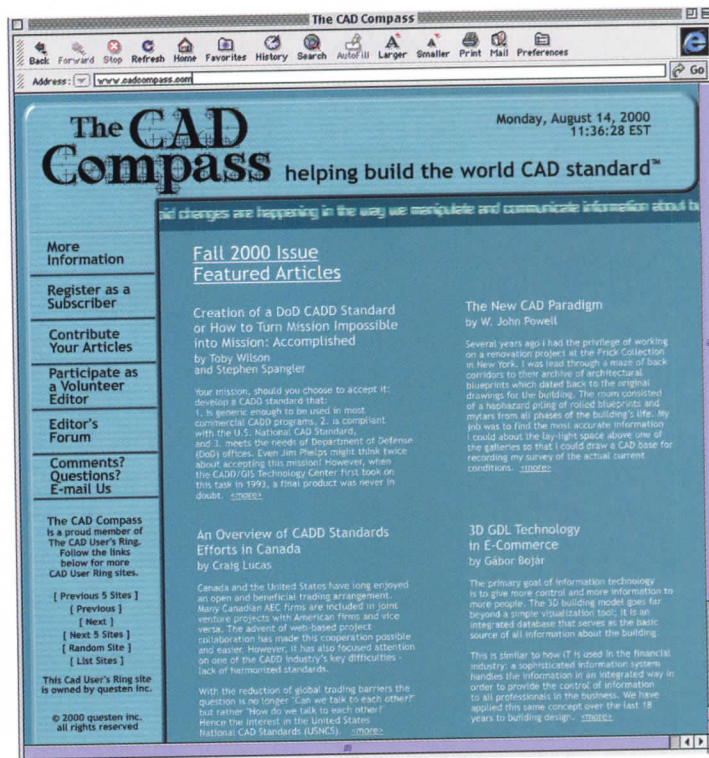 The CAD Compass
Back Forward Stop Refresh Home Favorites History Search AutoFill Larger Smaller Print Mail Preferences
Address: www.cadcompass.com Go
The CAD
Compass
helping build the world CAD standard™
Monday, August 14, 2000
11:36:28 EST
id changes are happening in the way we manipulate and communicate information about b
More
Information
Register as a
Subscriber
Contribute
Your Articles
Participate as
a Volunteer
Editor
Editor's
Forum
Comments?
Questions?
E-mail Us
The CAD Compass
is a proud member of
The CAD User's Ring.
Follow the links
below for more
CAD User Ring sites.
[ Previous 5 Sites ]
[ Previous ]
[ Next ]
[ Next 5 Sites ]
[ Random Site ]
[ List Sites ]
This Cad User's Ring site
is owned by questen inc.
© 2000 questen inc.
all rights reserved
Fall 2000 Issue
Featured Articles
Creation of a DoD CADD Standard
or How to Turn Mission Impossible
into Mission: Accomplished
by Toby Wilson
and Stephen Spangler
Your mission, should you choose to accept it:
develop a CADD standard that:
1. is generic enough to be used in most
commercial CADD programs, 2. is compliant
with the U.S. National CAD Standard,
and 3. meets the needs of Department of Defense
(DoD) offices. Even Jim Phelps might think twice
about accepting this mission! However, when
the CADD/GIS Technology Center first took on
this task in 1993, a final product was never in
doubt. <more>
The New CAD Paradigm
by W. John Powell
Several years ago I had the privilege of working
on a renovation project at the Frick Collection
in New York. I was lead through a maze of back
corridors to their archive of architectural
blueprints which dated back to the original
drawings for the building. The room consisted
of a haphazard piling of rolled blueprints and
mylars from all phases of the building's life. My
job was to find the most accurate information
I could about the lay-light space above one of
the galleries so that I could draw a CAD base for
recording my survey of the actual current
conditions. <more>
An Overview of CADD Standards
Efforts in Canada
by Craig Lucas
Canada and the United States have long enjoyed
an open and beneficial trading arrangement.
Many Canadian AEC firms are included in joint
venture projects with American firms and vice
versa. The advent of web-based project
collaboration has made this cooperation possible
and easier. However, it has also focused attention
on one of the CADD industry's key difficulties -
lack of harmonized standards.
With the reduction of global trading barriers the
question is no longer "Can we talk to each other?"
but rather "How do we talk to each other?
Hence the interest in the United States
National CAD Standards (USNCS). <more>
3D GDL Technology
in E-Commerce
by Gábor Bojár
The primary goal of information technology
is to give more control and more information to
more people. The 3D building model goes far
beyond a simple visualization tool; it is an
integrated database that serves as the basic
source of all information about the building.
This is similar to how IT is used in the financial
industry: a sophisticated information system
handles the information in an integrated way in
order to provide the control of information
to all professionals in the business. We have
applied this same concept over the last 18
years to building design. <more>